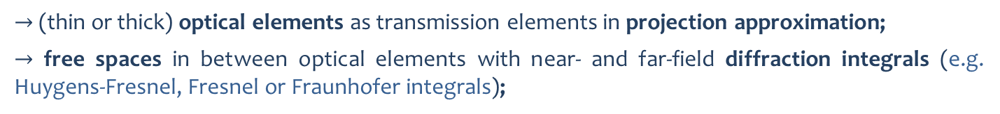 → (thin or thick) optical elements as transmission elements in projection approximation;
→ free spaces in between optical elements with near- and far-field diffraction integrals (e.g.
Huygens-Fresnel, Fresnel or Fraunhofer integrals);